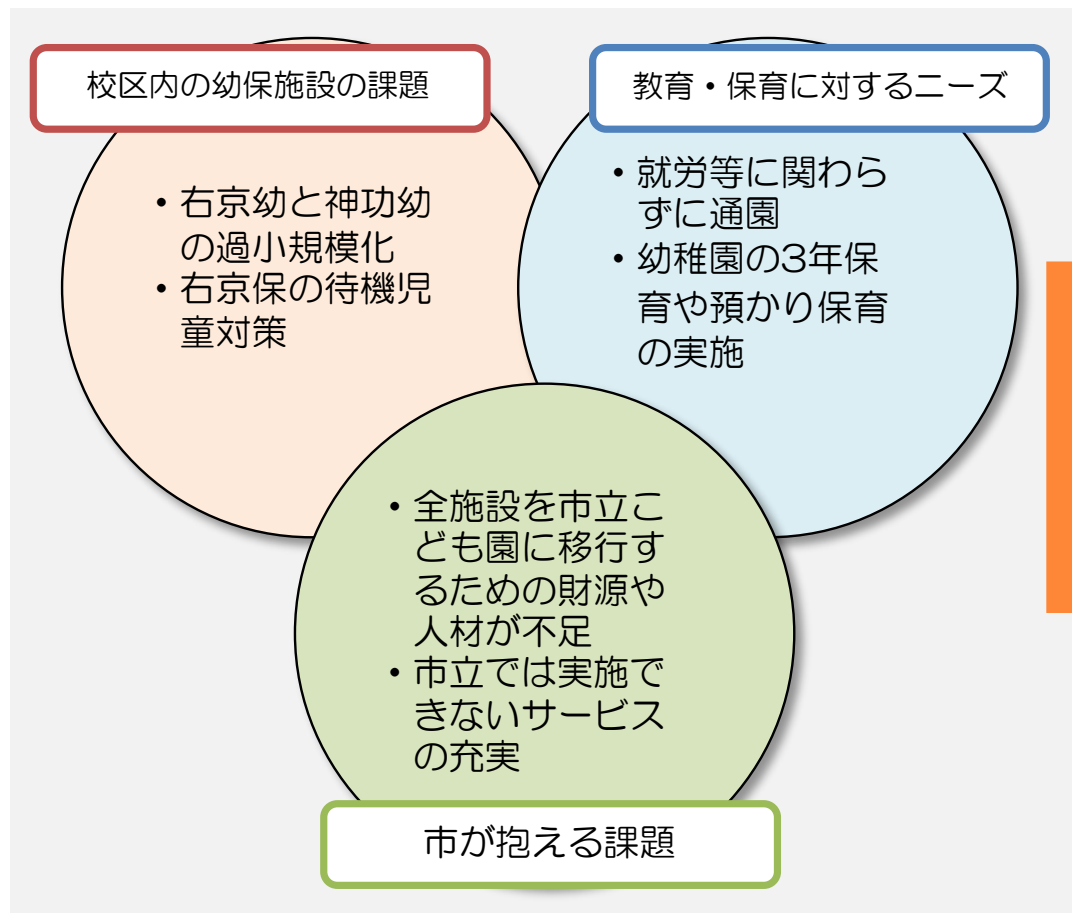 校区内の幼保施設の課題
・右京幼と神功幼
の過小規模化
・右京保の待機児
童対策
教育・保育に対するニーズ
・就労等に関わら
ずに通園
・幼稚園の3年保
育や預かり保育
の実施
・全施設を市立こ
ども園に移行す
るための財源や
人材が不足
・市立では実施で
きないサービス
の充実
市が抱える課題